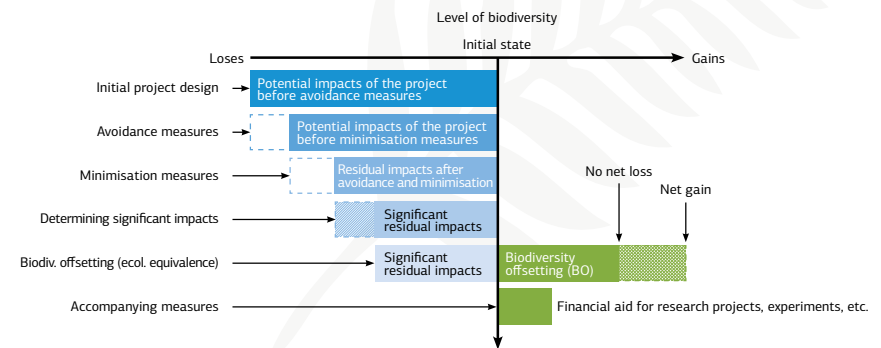 Level of biodiversity
Initial state
Loses
Gains
Initial project design
Potential impacts of the project
before avoidance measures
Avoidance measures
Potential impacts of the project
before minimisation measures
Minimisation measures
Residual impacts after
avoidance and minimisation
No net loss
Net gain
Determining significant impacts
Significant
residual impacts
Biodiv. offsetting (ecol. equivalence)
Significant
residual impacts
Biodiversity
offsetting (BO)
Accompanying measures
Financial aid for research projects, experiments, etc.